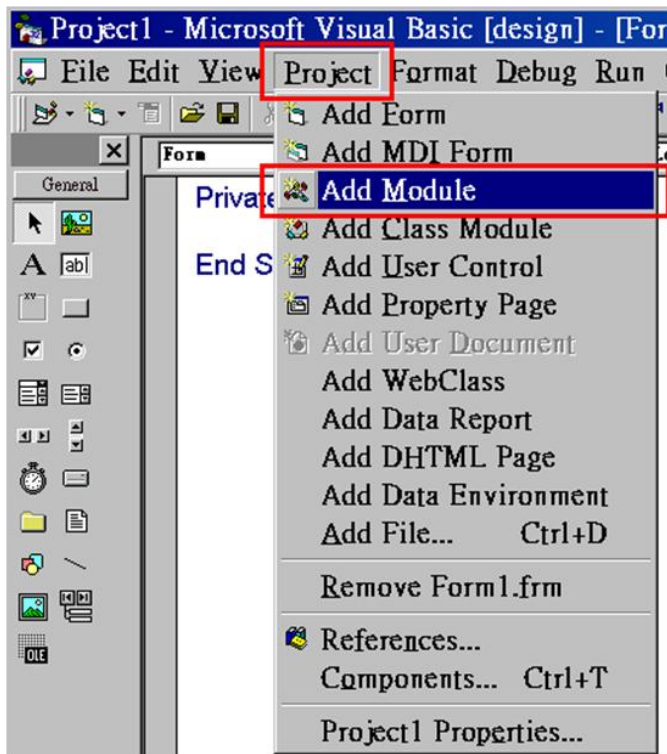 Project1 - Microsoft Visual Basic [design] - [For
File Edit View Project Format Debug Run
Add Form
Form
Add MDI Form
General
Add Module
Private
Add Class Module
A ab|
End S
Add User Control
XV
Add Property Page
Add User Document
Add WebClass
Add Data Report
Add DHTML Page
Add Data Environment
Add File... Ctrl+D
Remove Form1.frm
References...
OLE
Components... Ctrl+T
Project1 Properties...